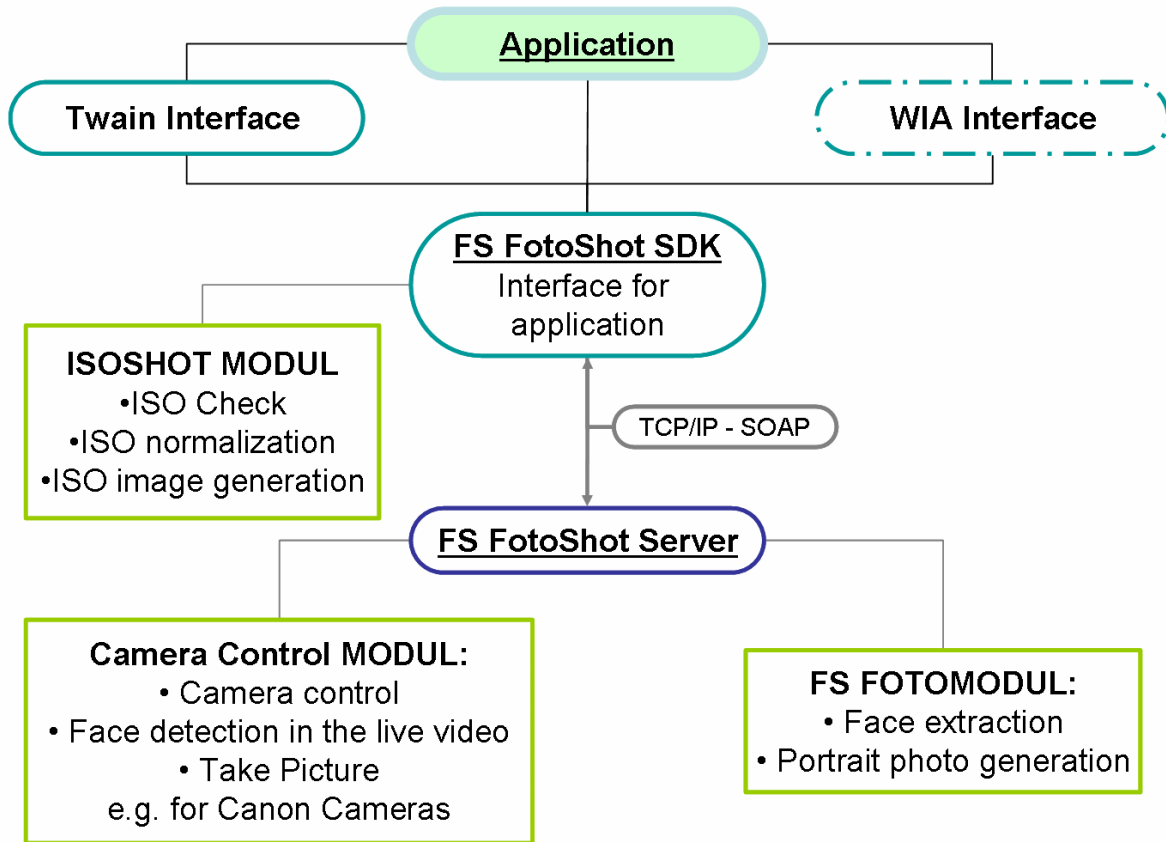 Application
Twain Interface
WIA Interface
FS FotoShot SDK
Interface for
application
ISOSHOT MODUL
•ISO Check
•ISO normalization
•ISO image generation
TCP/IP - SOAP
FS FotoShot Server
Camera Control MODUL:
• Camera control
• Face detection in the live video
• Take Picture
e.g. for Canon Cameras
FS FOTOMODUL:
• Face extraction
• Portrait photo generation